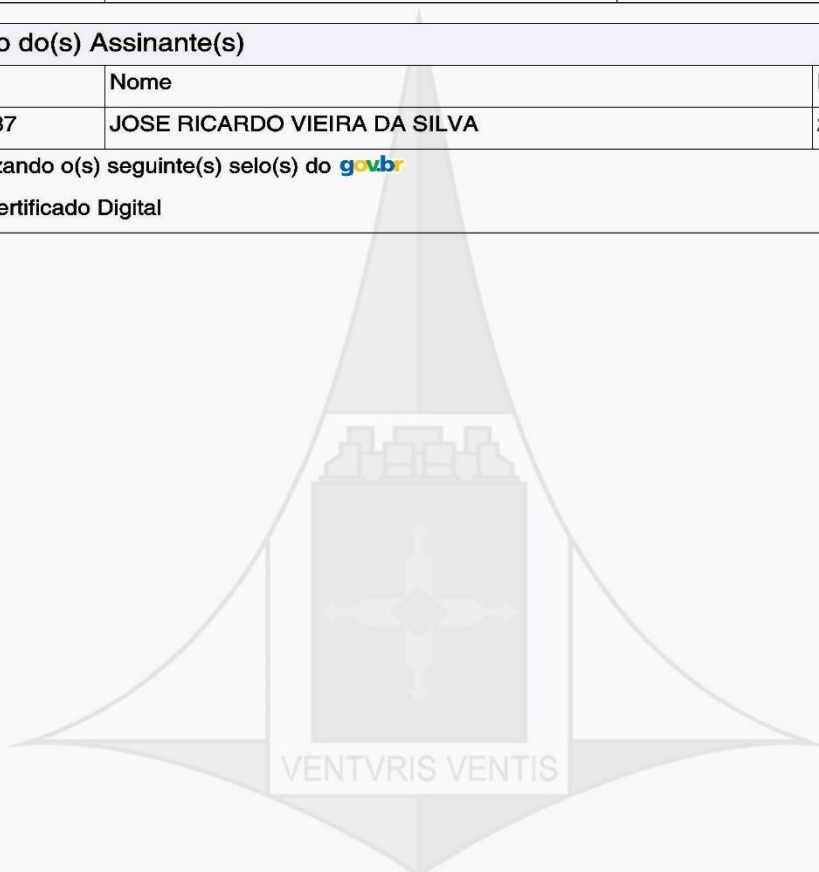 o do(s) Assinante(s)
Nome
37 JOSE RICARDO VIEIRA DA SILVA
zando o(s) seguinte(s) selo(s) do gov.br
ertificado Digital
VENTVRIS VENTIS